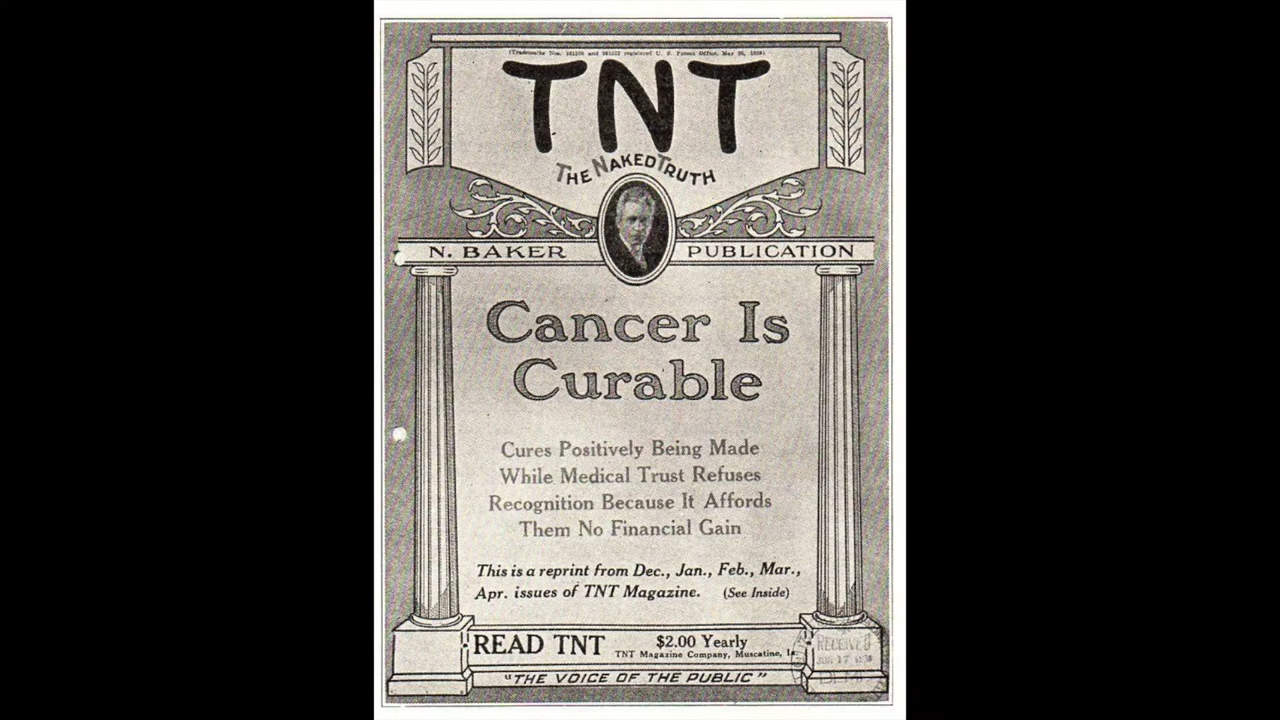 TNT
THE NAKED TRUTH
N. BAKER PUBLICATION
Cancer Is
Curable
Cures Positively Being Made
While Medical Trust Refuses
Recognition Because It Affords
Them No Financial Gain
This is a reprint from Dec., Jan., Feb., Mar.,
Apr. issues of TNT Magazine. (See Inside)
READ TNT
$2.00 Yearly
TNT Magazine Company, Muscatine,
"THE VOICE OF THE PUBLIC"
RECEIVED